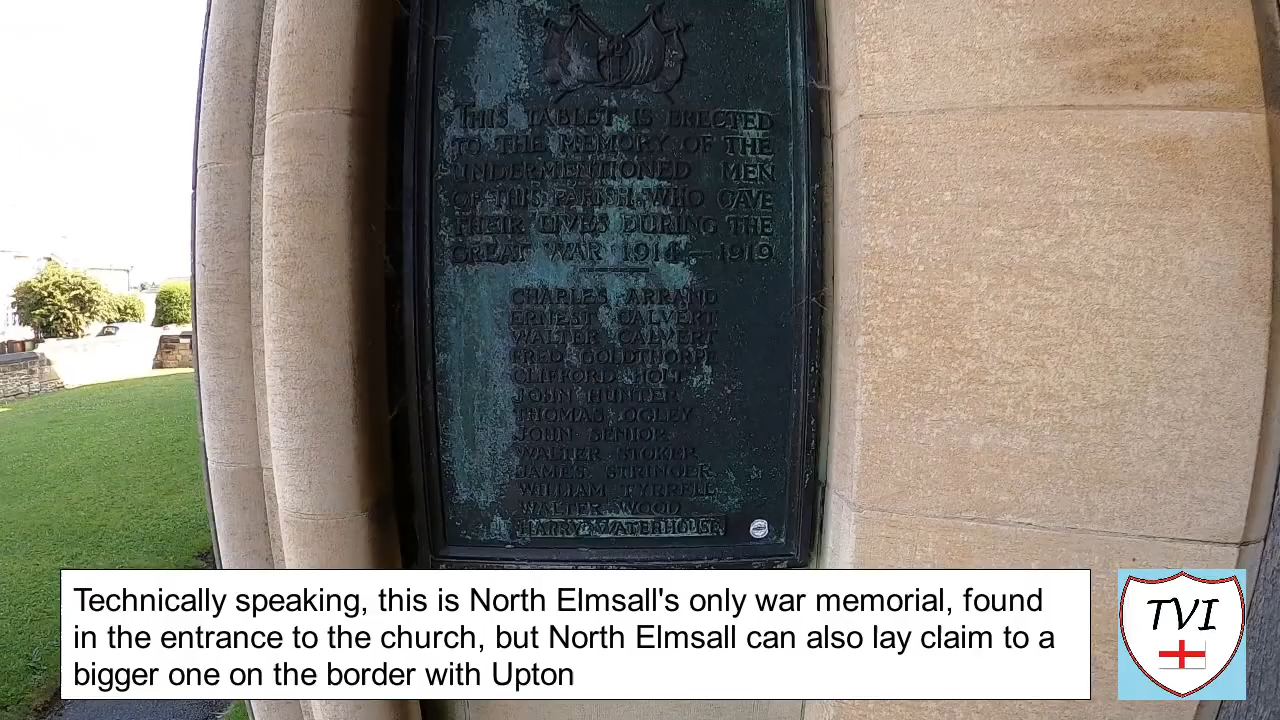 THIS TABLET IS ERECTED
TO THE MEMORY OF THE
UNDERMENTIONED MEN
OF THIS PARISH WHO GAVE
THEIR LIVES DURING THE
GREAT WAR 1914—1919
CHARLES ARRAND
ERNEST CALVERT
WALTER CALVERT
FRED GOLDTHORPE
CLIFFORD HOLT
JOHN HUNTER
THOMAS OGLEY
JOHN SENIOR
WALTER STOKER
JAMES STRINGER
WILLIAM TYRRELL
WALTER WOOD
HARRY WATERHOUSE
Technically speaking, this is North Elmsall's only war memorial, found
in the entrance to the church, but North Elmsall can also lay claim to a
bigger one on the border with Upton
TVI